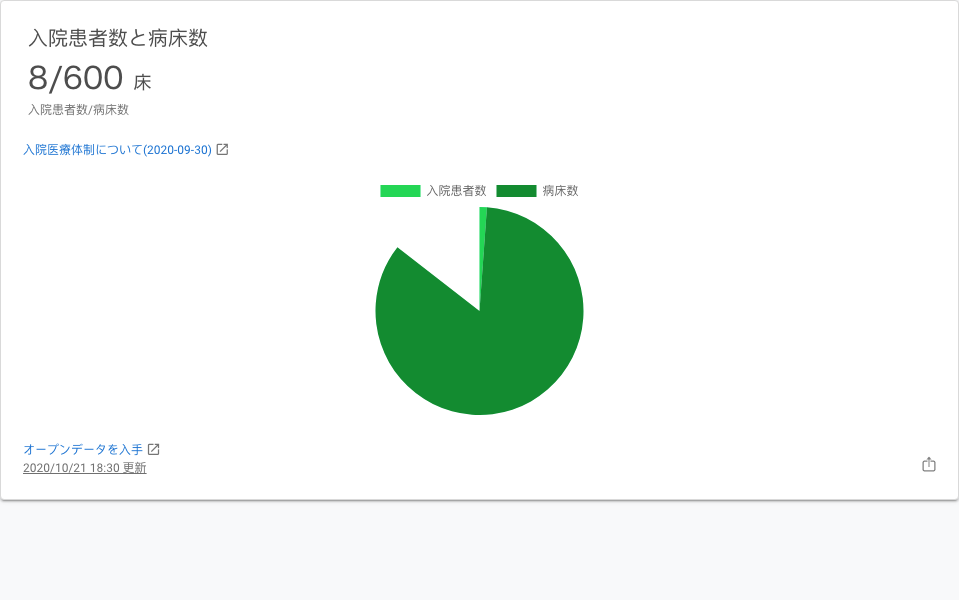 入院患者数と病床数
8/600 床
入院患者数/病床数
入院医療体制について(2020-09-30)
入院患者数 病床数
オープンデータを入手
2020/10/21 18:30 更新